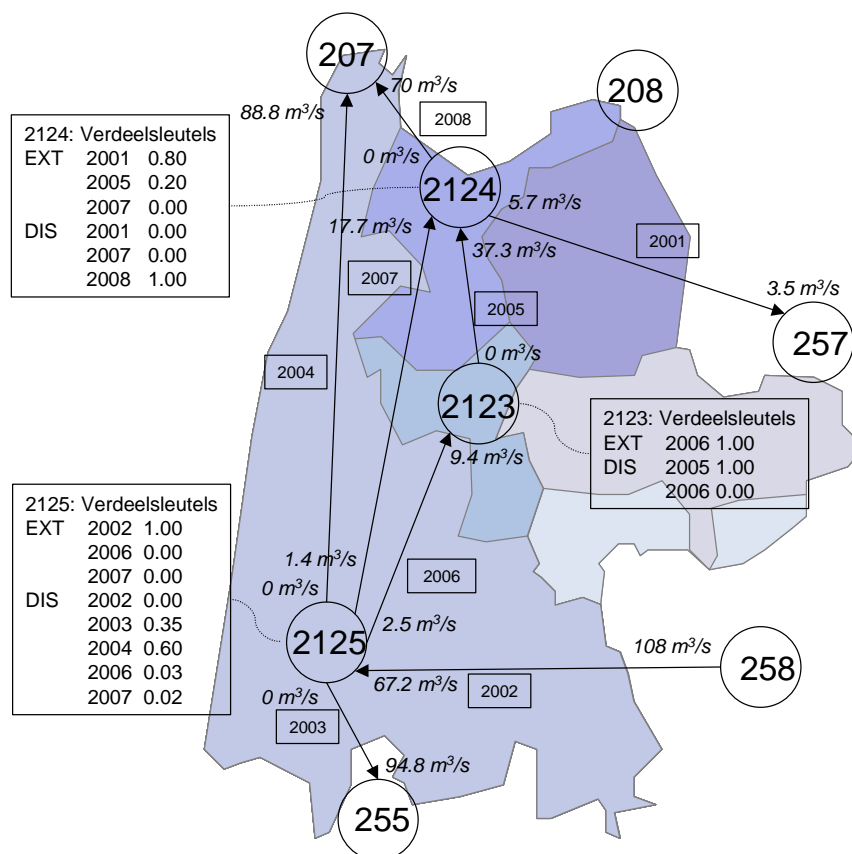 207
208
70 m³/s
88.8 m³/s
2008
2124: Verdeelsleutels
EXT 2001 0.80
2005 0.20
2007 0.00
DIS 2001 0.00
2007 0.00
2008 1.00
0 m³/s
2124
5.7 m³/s
17.7 m³/s
37.3 m³/s
2001
2007
3.5 m³/s
2005
257
0 m³/s
2004
2123
2123: Verdeelsleutels
EXT 2006 1.00
DIS 2005 1.00
2006 0.00
9.4 m³/s
2125: Verdeelsleutels
EXT 2002 1.00
2006 0.00
2007 0.00
DIS 2002 0.00
2003 0.35
2004 0.60
2006 0.03
2007 0.02
1.4 m³/s
2006
0 m³/s
2.5 m³/s
2125
108 m³/s
258
67.2 m³/s
2002
0 m³/s
2003
94.8 m³/s
255